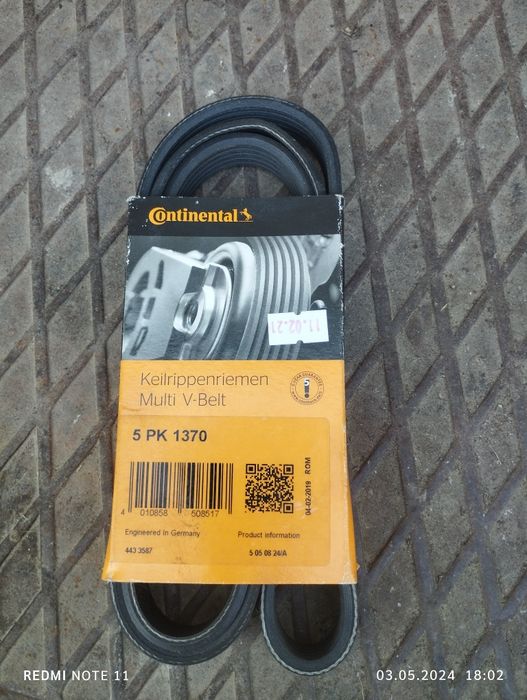 Continental
11.02.21
Keilrippenriemen
Multi V-Belt
5 PK 1370
4 010858 608517
04-02-2019 ROM
Engineered in Germany
Product information
443 3587
5 05 08 24/A
REDMI NOTE 11
03.05.2024 18:02